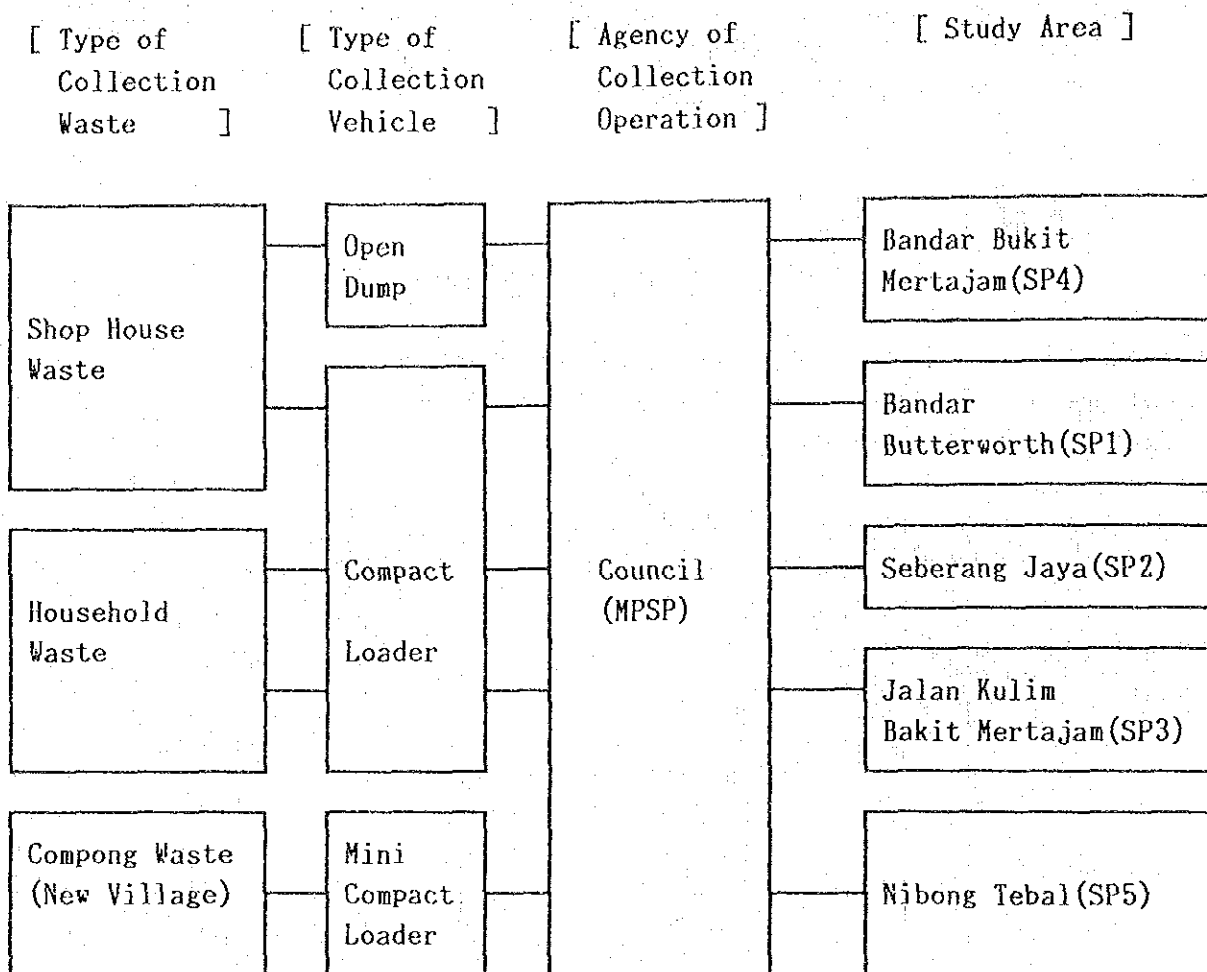 [ Type of
Collection
Waste ]
[ Type of
Collection
Vehicle ]
[ Agency of
Collection
Operation ]
[ Study Area ]
Shop House
Waste
Household
Waste
Compong Waste
(New Village)
Open
Dump
Compact
Loader
Mini
Compact
Loader
Council
(MPSP)
Bandar Bukit
Mertajam(SP4)
Bandar
Butterworth(SP1)
Seberang Jaya(SP2)
Jalan Kulim
Bakit Mertajam(SP3)
Nibong Tebal(SP5)